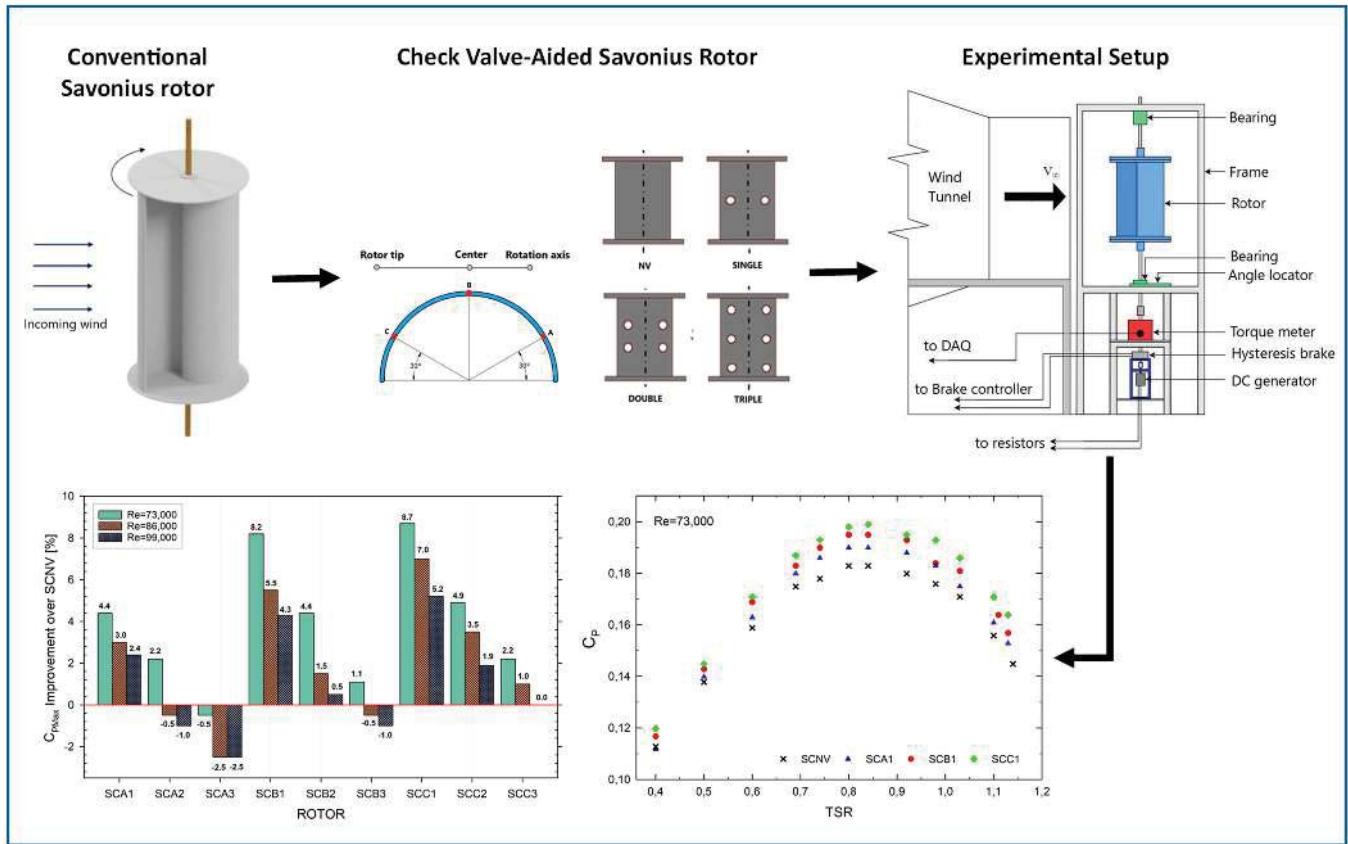 Conventional
Savonius rotor
Incoming wind
Check Valve-Aided Savonius Rotor
Rotor tip Center Rotation axis
B
C
A
30°
30°
NV
SINGLE
DOUBLE
TRIPLE
Experimental Setup
Wind
Tunnel
V∞
Bearing
Frame
Rotor
Bearing
Angle locator
Torque meter
Hysteresis brake
DC generator
to DAQ
to Brake controller
to resistors
CPMax Improvement over SCNV [%]
10
8
6
4
2
0
-2
Re=73,000
Re=86,000
Re=99,000
4.4
3.0
2.4
2.2
-0.5
-1.0
-0.5
-2.5
-2.5
8.2
5.5
4.3
4.4
1.5
0.5
1.1
-0.5
-1.0
8.7
7.0
5.2
4.9
3.5
1.9
2.2
1.0
0.0
SCA1 SCA2 SCA3 SCB1 SCB2 SCB3 SCC1 SCC2 SCC3
ROTOR
Re=73,000
CP
0,20
0,18
0,16
0,14
0,12
0,10
SCNV SCA1 SCB1 SCC1
0,4 0,5 0,6 0,7 0,8 0,9 1,0 1,1 1,2
TSR